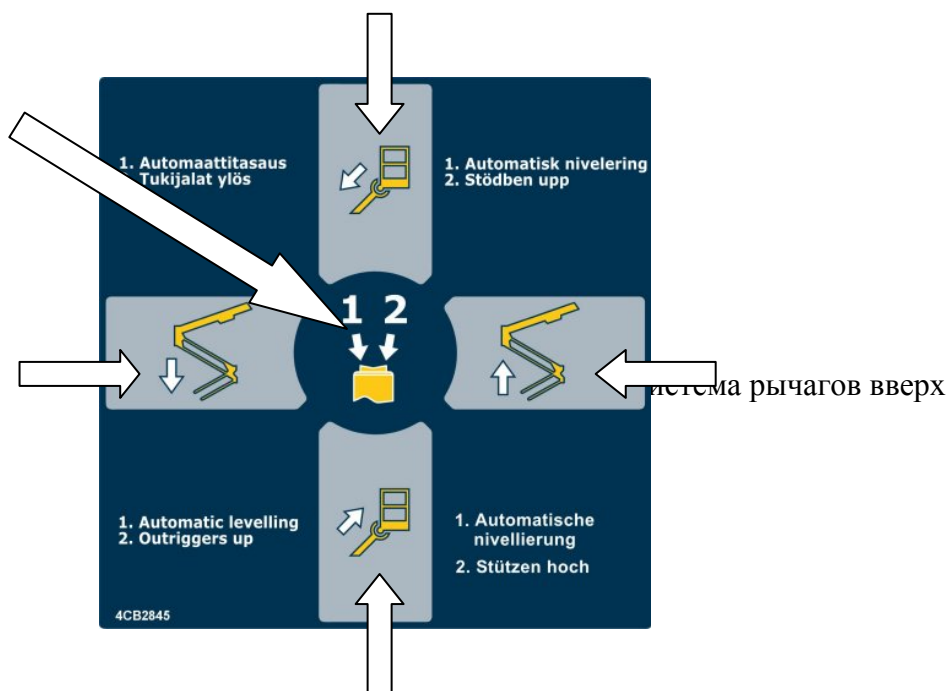 1. Automaattitasaus
Tukijalat ylös
1. Automatisk nivelering
2. Stödben upp
1 2
рычагов вверх
1. Automatic levelling
2. Outriggers up
1. Automatische
nivellierung
2. Stützen hoch
4CB2845